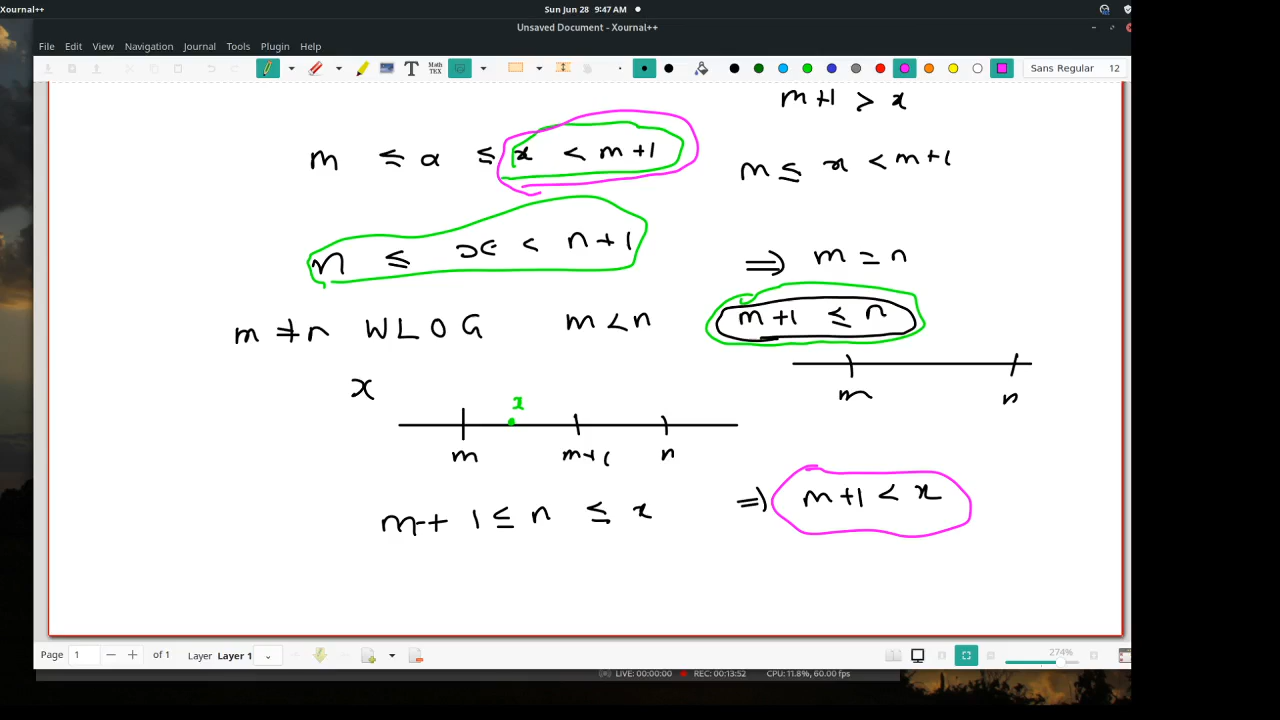 Xournal++
Sun Jun 28 9:47 AM
Unsaved Document - Xournal++
File Edit View Navigation Journal Tools Plugin Help
Math TEX Sans Regular 12
m+1 > x
m ≤ α ≤ x < m+1
m ≤ x < m+1
n ≤ x < n+1
⇒ m = n
m ≠ n WLOG m < n m+1 ≤ n
x
m n
x
m m+1 n
m+1 ≤ n ≤ x ⇒ m+1 < x
Page 1 of 1 Layer Layer 1 274%
LIVE: 00:00:00 REC: 00:13:52 CPU: 11.8%, 60.00 fps